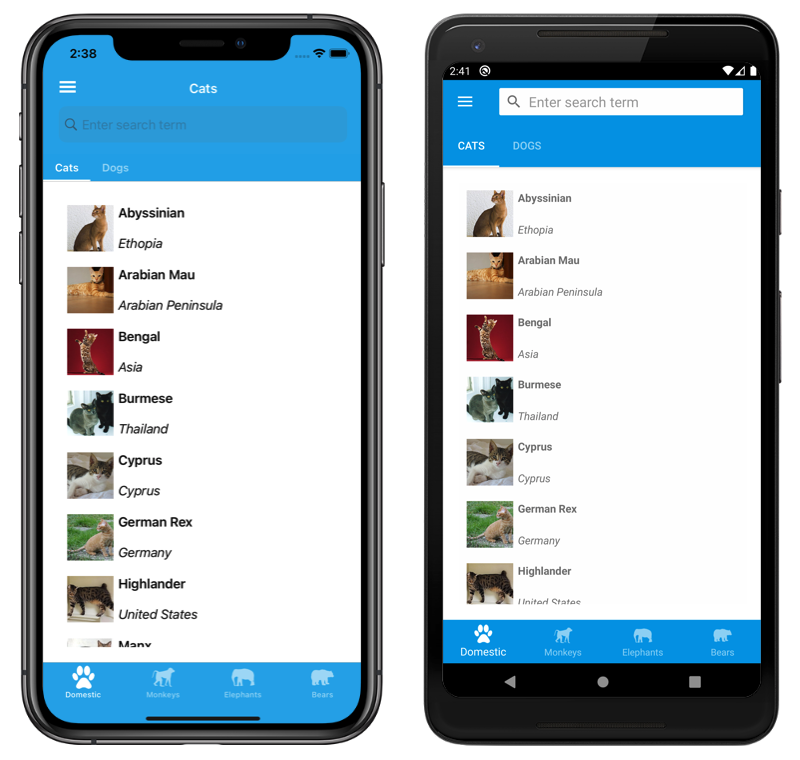 2:38
Cats
Enter search term
Cats Dogs
Abyssinian
Ethopia
Arabian Mau
Arabian Peninsula
Bengal
Asia
Burmese
Thailand
Cyprus
Cyprus
German Rex
Germany
Highlander
United States
Manx
Domestic Monkeys Elephants Bears
2:41
Enter search term
CATS DOGS
Abyssinian
Ethopia
Arabian Mau
Arabian Peninsula
Bengal
Asia
Burmese
Thailand
Cyprus
Cyprus
German Rex
Germany
Highlander
United States
Domestic Monkeys Elephants Bears